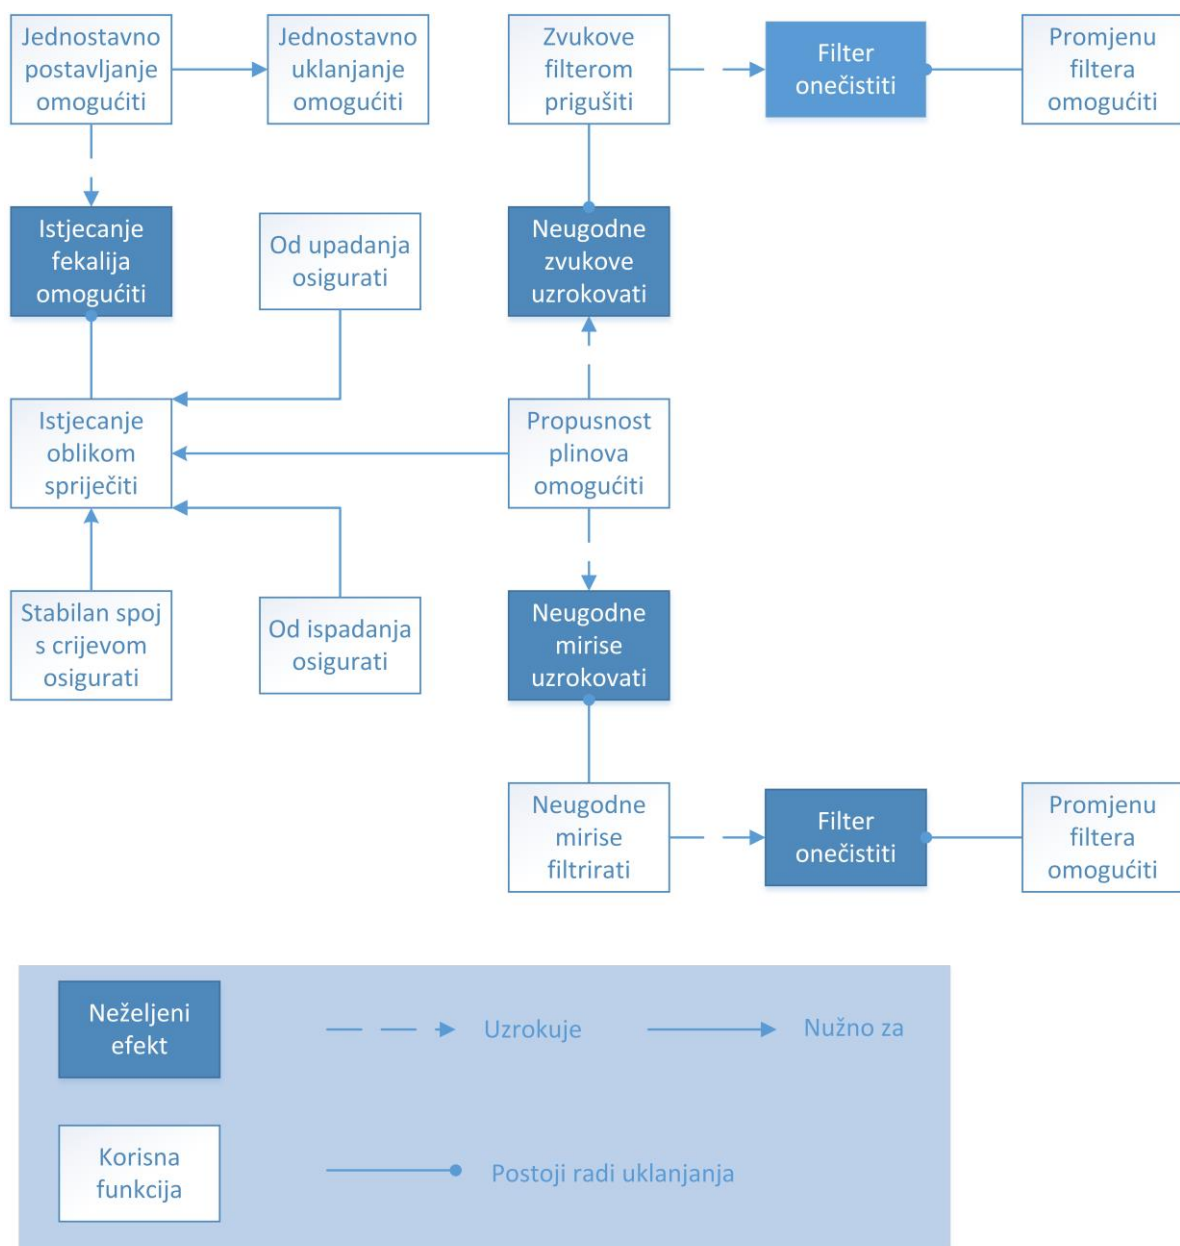 Jednostavno
postavljanje
omogućiti
Jednostavno
uklanjanje
omogućiti
Zvukove
filterom
prigušiti
Filter
onečistiti
Promjenu
filtera
omogućiti
Istjecanje
fekalija
omogućiti
Od upadanja
osigurati
Neugodne
zvukove
uzrokovati
Istjecanje
oblikom
spriječiti
Propusnost
plinova
omogućiti
Stabilan spoj
s crijevom
osigurati
Od ispadanja
osigurati
Neugodne
mirise
uzrokovati
Neugodne
mirise
filtrirati
Filter
onečistiti
Promjenu
filtera
omogućiti
Neželjeni
efekt
Uzrokuje
Nužno za
Korisna
funkcija
Postoji radi uklanjanja